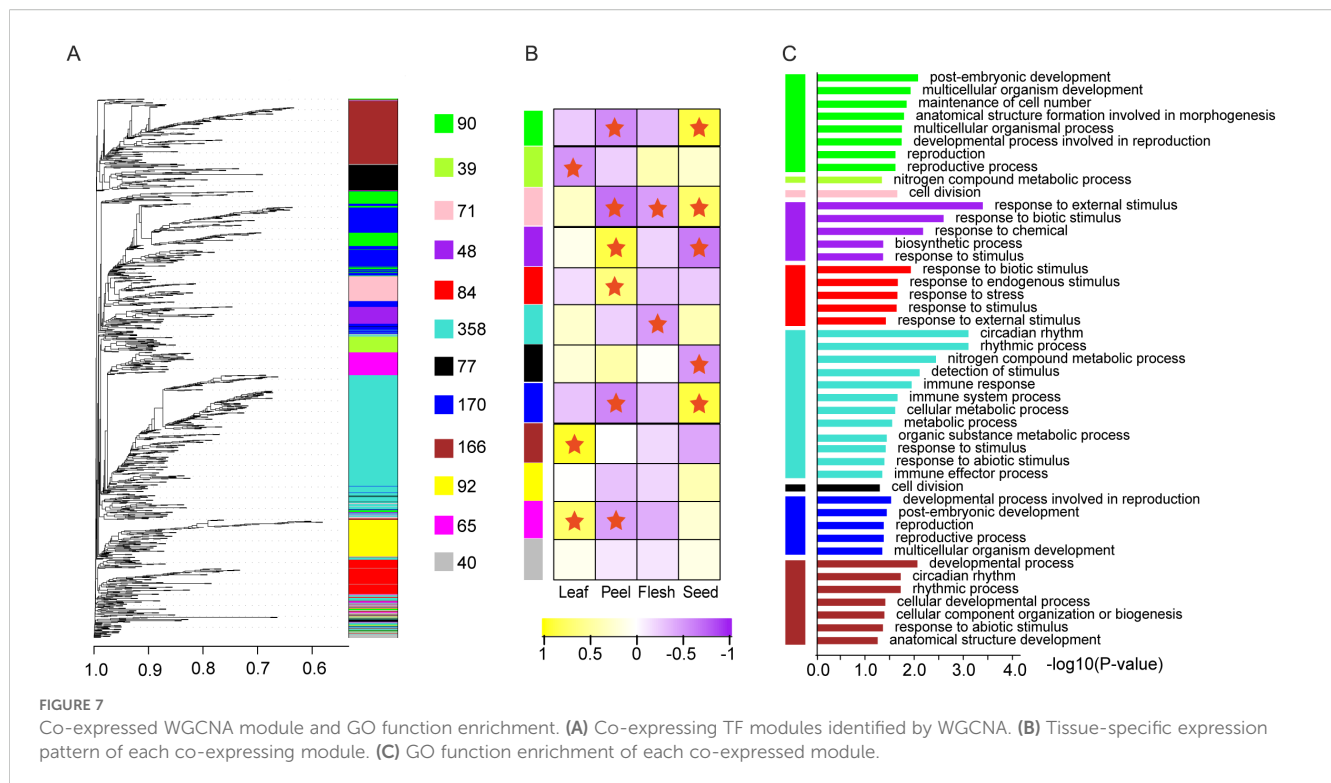 A
B
C
90
39
71
48
84
358
77
170
166
92
65
40
1.0 0.9 0.8 0.7 0.6
Leaf Peel Flesh Seed
1 0.5 0 -0.5 -1
post-embryonic development
multicellular organism development
maintenance of cell number
anatomical structure formation involved in morphogenesis
multicellular organismal process
developmental process involved in reproduction
reproduction
reproductive process
nitrogen compound metabolic process
cell division
response to external stimulus
response to biotic stimulus
response to chemical
biosynthetic process
response to stimulus
response to biotic stimulus
response to endogenous stimulus
response to stress
response to stimulus
response to external stimulus
circadian rhythm
rhythmic process
nitrogen compound metabolic process
detection of stimulus
immune response
immune system process
cellular metabolic process
metabolic process
organic substance metabolic process
response to stimulus
response to abiotic stimulus
immune effector process
cell division
developmental process involved in reproduction
post-embryonic development
reproduction
reproductive process
multicellular organism development
developmental process
circadian rhythm
rhythmic process
cellular developmental process
cellular component organization or biogenesis
response to abiotic stimulus
anatomical structure development
0.0 1.0 2.0 3.0 4.0 -log10(P-value)
FIGURE 7
Co-expressed WGCNA module and GO function enrichment. (A) Co-expressing TF modules identified by WGCNA. (B) Tissue-specific expression
pattern of each co-expressing module. (C) GO function enrichment of each co-expressed module.